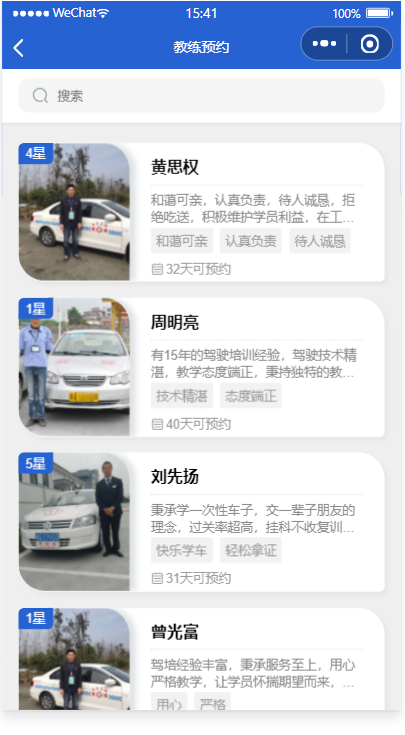 WeChat 15:41 100%
教练预约
搜索
4星
黄思权
和谐可亲，认真负责，待人诚恳，拒
绝吃送，积极维护学员利益，在工...
和谐可亲 认真负责 待人诚恳
32天可预约
1星
周明亮
有15年的驾驶培训经验，驾驶技术精
湛，教学态度端正，秉持独特的教...
技术精湛 态度端正
40天可预约
5星
刘先扬
秉承学一次性车子，交一辈子朋友的
理念，过关率超高，挂科不收复训...
快乐学车 轻松拿证
31天可预约
1星
曾光富
驾培经验丰富，秉承服务至上，用心
严格教学，让学员怀揣期望而来，...
用心 严格